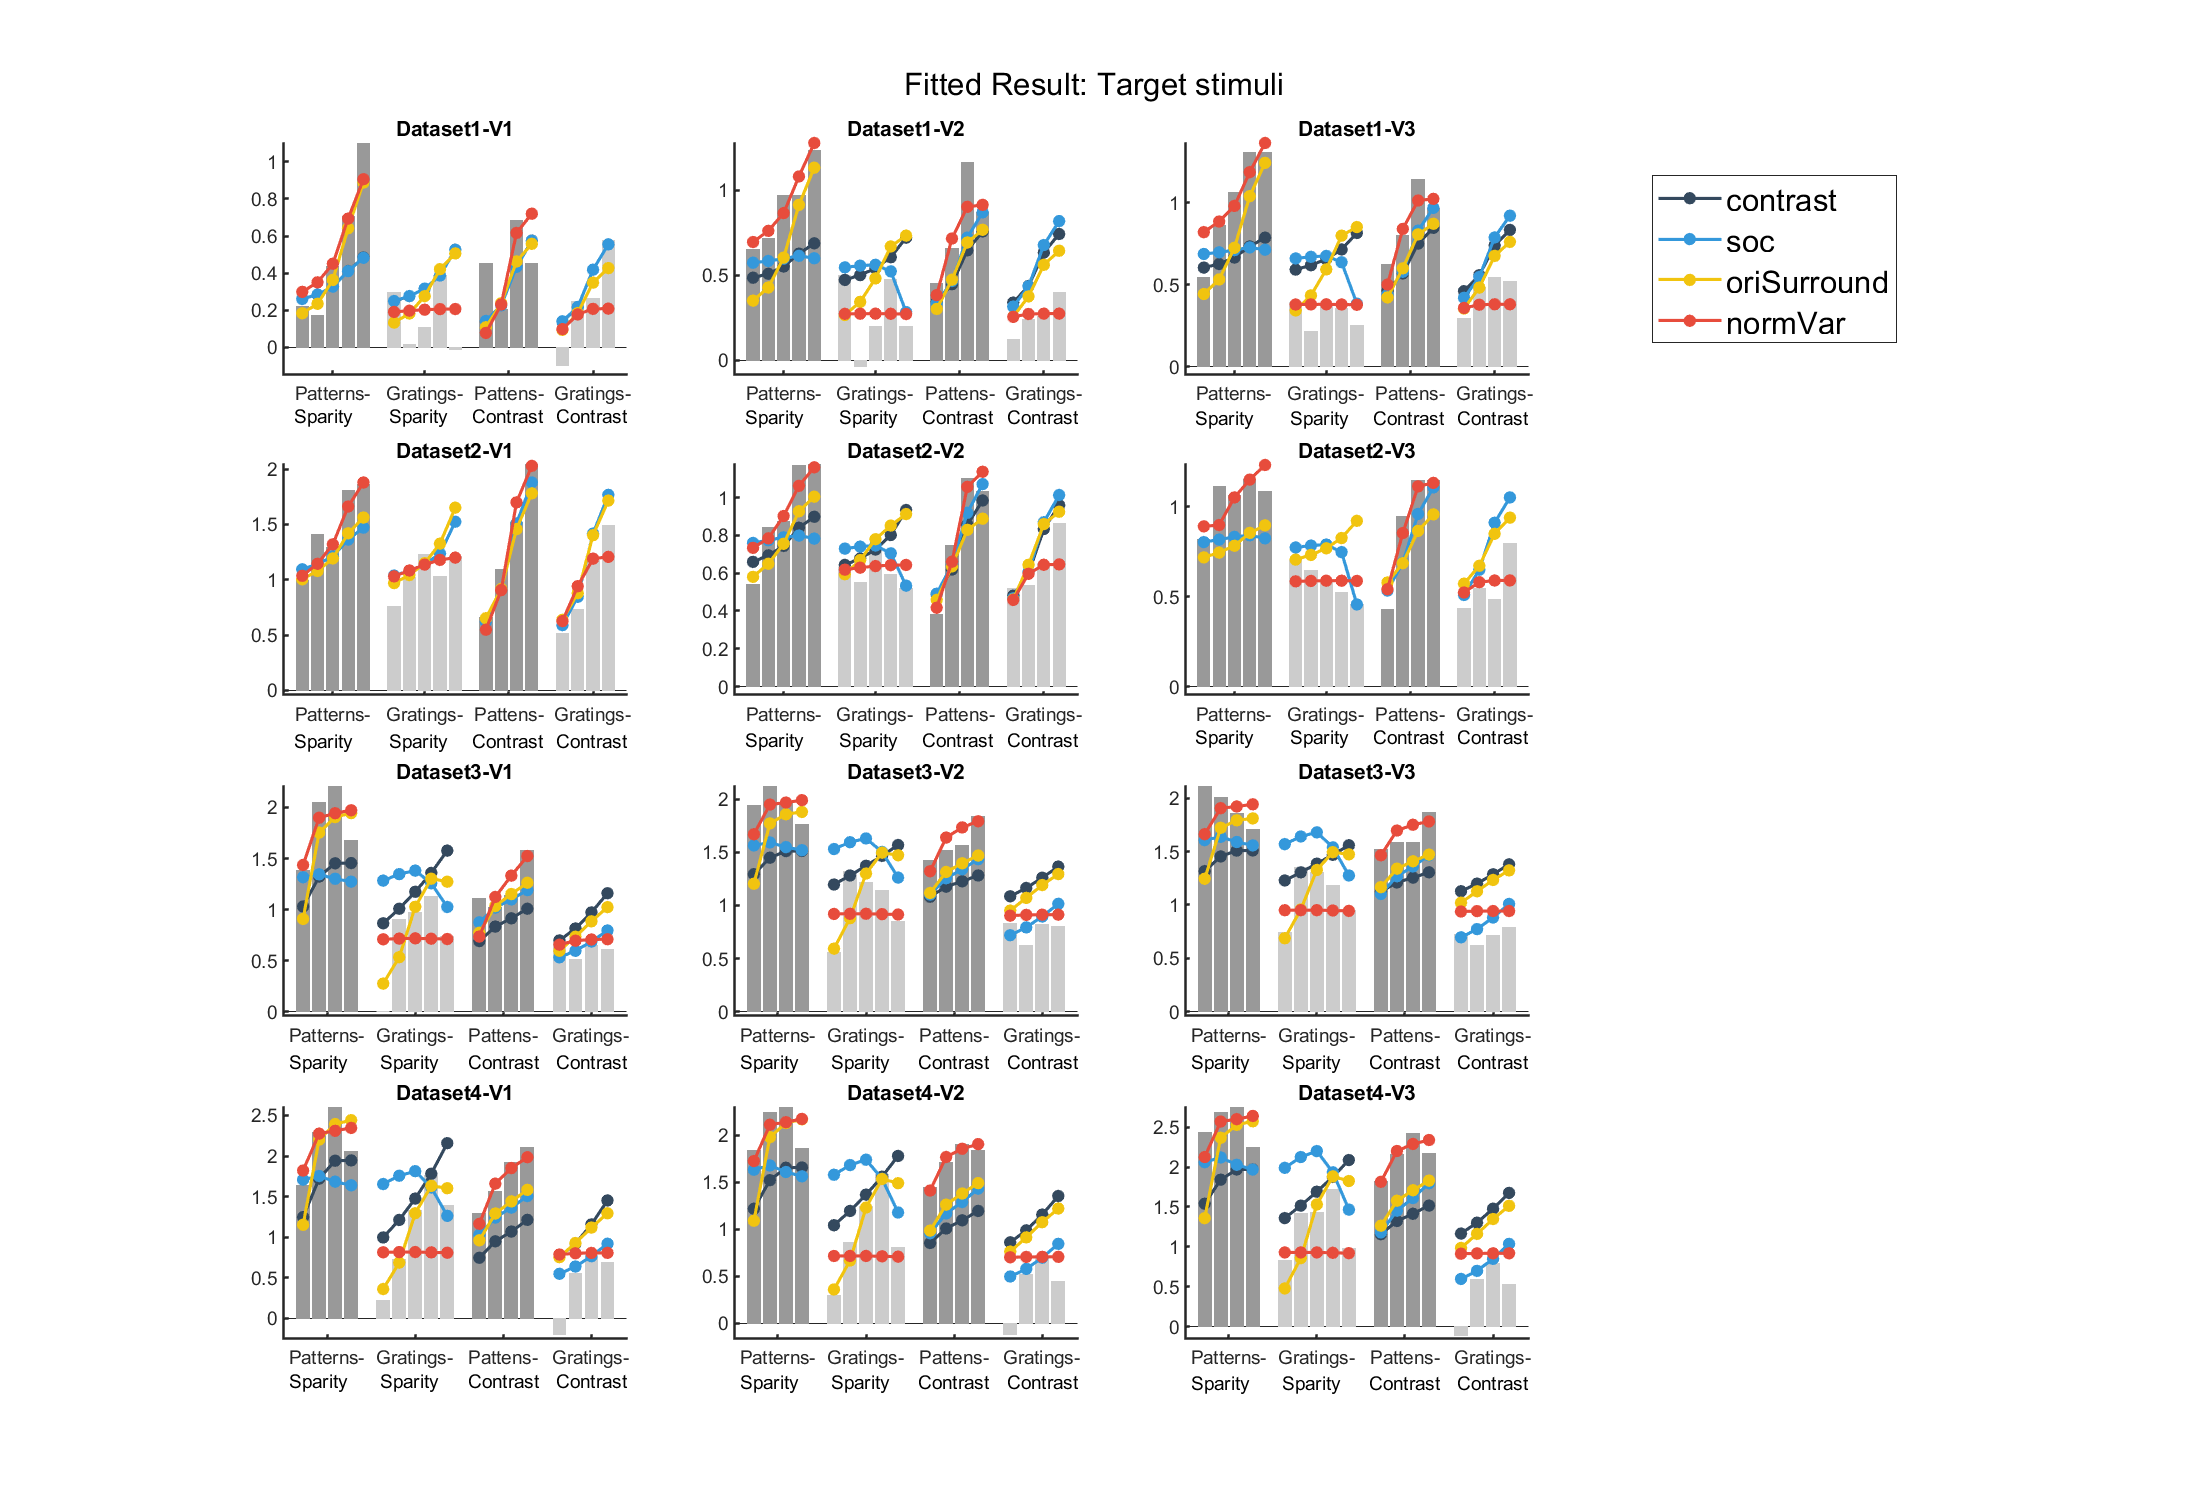 Fitted Result: Target stimuli
Dataset1-V1
1
0.8
0.6
0.4
0.2
0
Patterns- Gratings- Pattens- Gratings-
Sparity Sparity Contrast Contrast
Dataset1-V2
1
0.5
0
Patterns- Gratings- Pattens- Gratings-
Sparity Sparity Contrast Contrast
Dataset1-V3
1
0.5
0
Patterns- Gratings- Pattens- Gratings-
Sparity Sparity Contrast Contrast
contrast
soc
oriSurround
normVar
Dataset2-V1
2
1.5
1
0.5
0
Patterns- Gratings- Pattens- Gratings-
Sparity Sparity Contrast Contrast
Dataset2-V2
1
0.8
0.6
0.4
0.2
0
Patterns- Gratings- Pattens- Gratings-
Sparity Sparity Contrast Contrast
Dataset2-V3
1
0.5
0
Patterns- Gratings- Pattens- Gratings-
Sparity Sparity Contrast Contrast
Dataset3-V1
2
1.5
1
0.5
0
Patterns- Gratings- Pattens- Gratings-
Sparity Sparity Contrast Contrast
Dataset3-V2
2
1.5
1
0.5
0
Patterns- Gratings- Pattens- Gratings-
Sparity Sparity Contrast Contrast
Dataset3-V3
2
1.5
1
0.5
0
Patterns- Gratings- Pattens- Gratings-
Sparity Sparity Contrast Contrast
Dataset4-V1
2.5
2
1.5
1
0.5
0
Patterns- Gratings- Pattens- Gratings-
Sparity Sparity Contrast Contrast
Dataset4-V2
2
1.5
1
0.5
0
Patterns- Gratings- Pattens- Gratings-
Sparity Sparity Contrast Contrast
Dataset4-V3
2.5
2
1.5
1
0.5
0
Patterns- Gratings- Pattens- Gratings-
Sparity Sparity Contrast Contrast